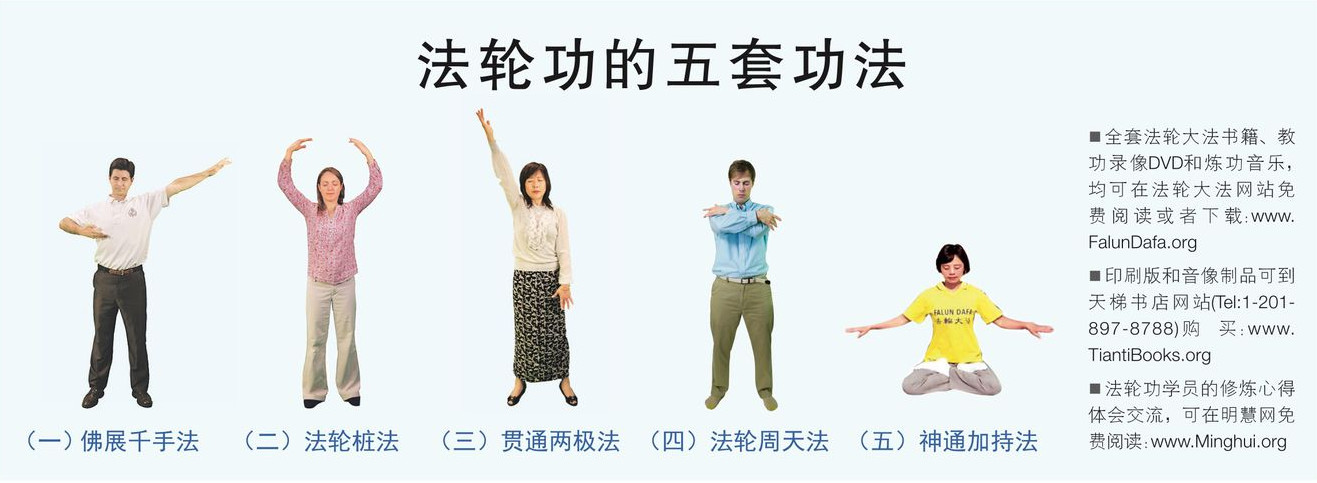 法轮功的五套功法
(一)佛展千手法
(二)法轮桩法
(三)贯通两极法
(四)法轮周天法
(五)神通加持法
FALUN DAFA
■全套法轮大法书籍、教
功录像DVD和炼功音乐，
均可在法轮大法网站免
费阅读或者下载:www.
FalunDafa.org
■印刷版和音像制品可到
天梯书店网站(Tel:1-201-
897-8788)购 买:www.
TiantiBooks.org
■法轮功学员的修炼心得
体会交流，可在明慧网免
费阅读:www.Minghui.org